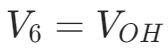 V_6 = V_{OH}